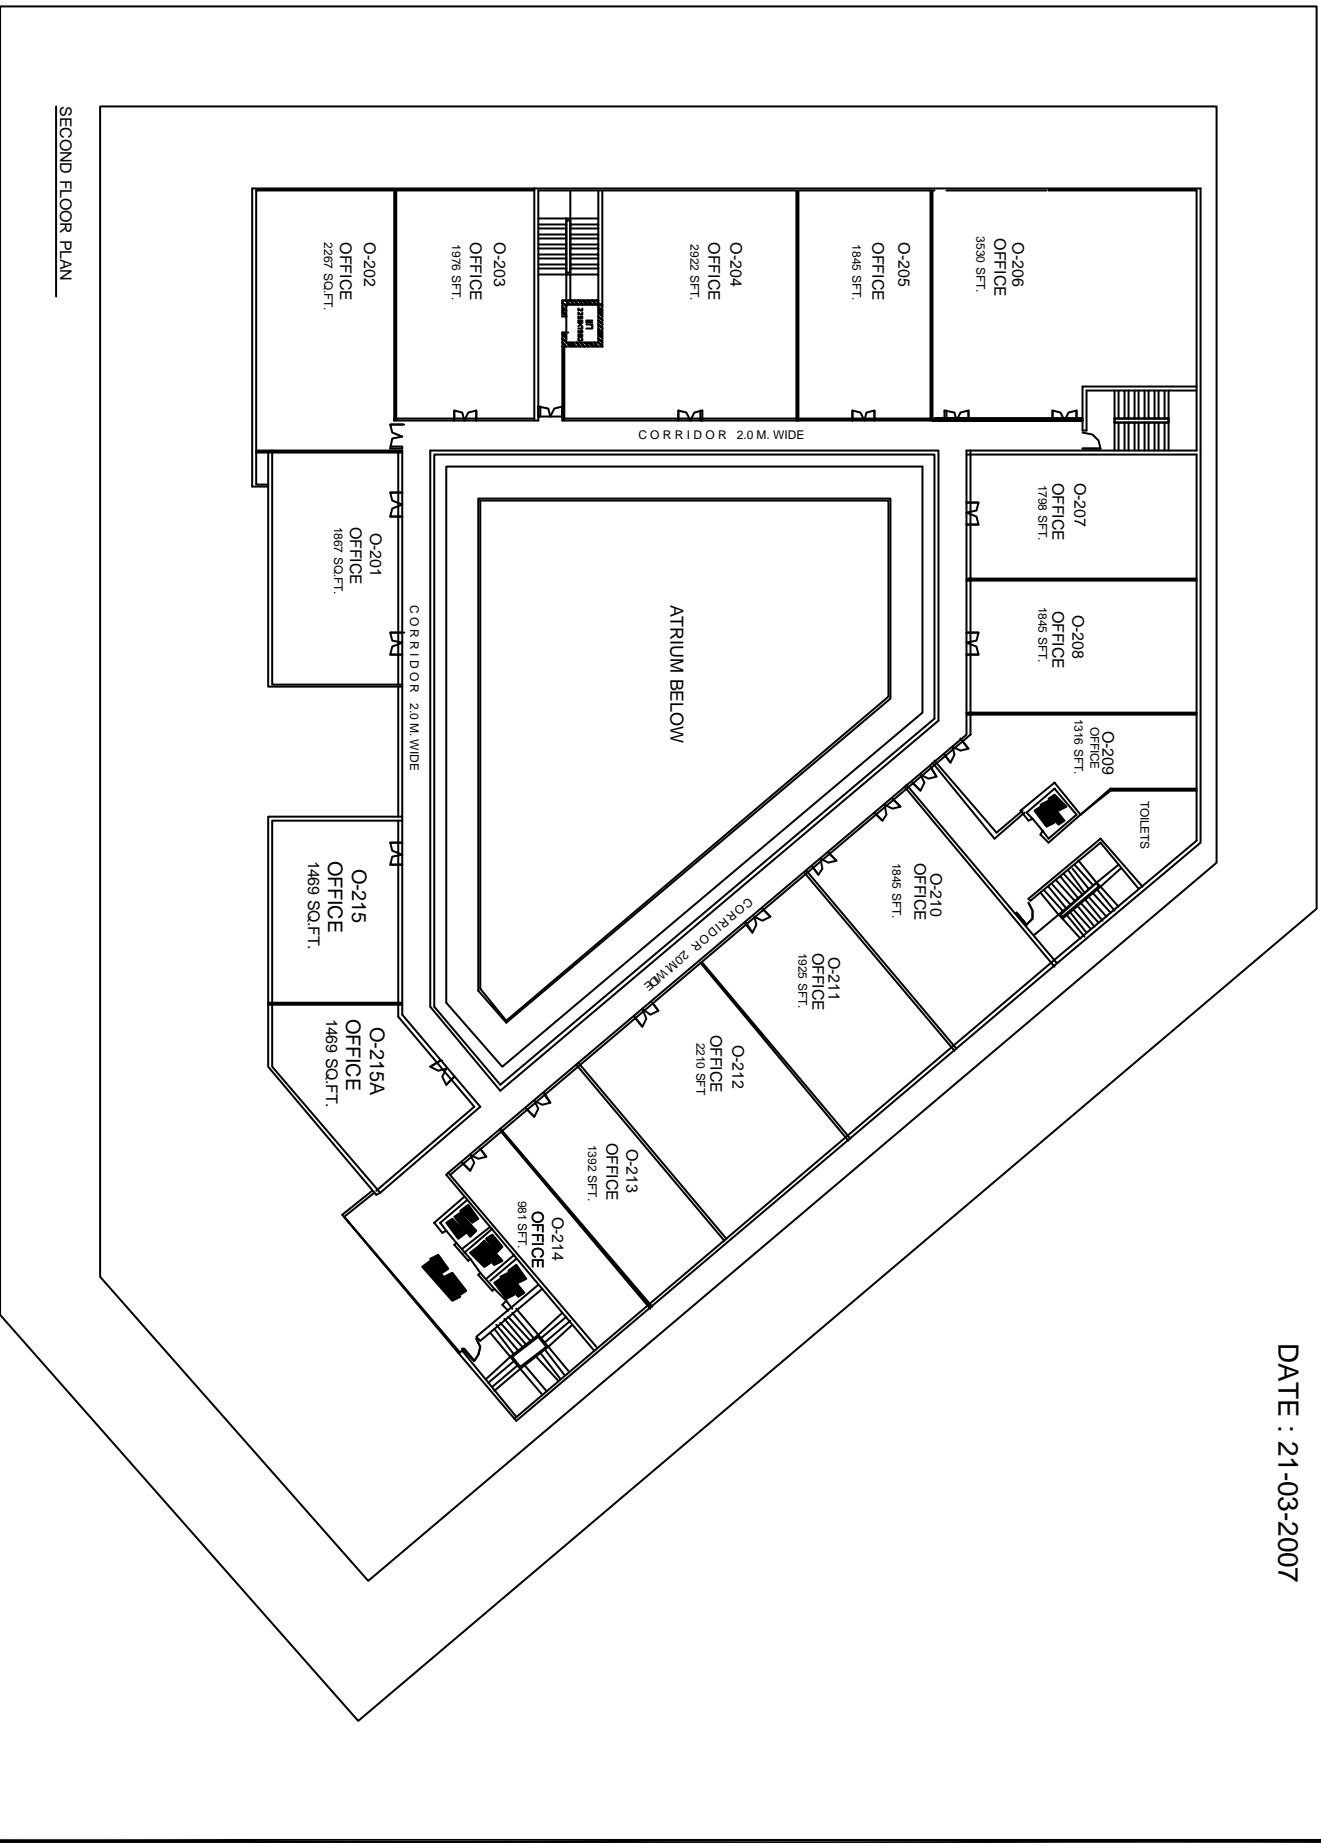 DATE : 21-03-2007
O-206
OFFICE
3530 SFT.
O-207
OFFICE
1798 SFT.
O-208
OFFICE
1845 SFT.
O-209
OFFICE
1316 SFT.
TOILETS
O-205
OFFICE
1845 SFT.
O-210
OFFICE
1845 SFT.
O-204
OFFICE
2922 SFT.
CORRIDOR 2.0 M. WIDE
O-211
OFFICE
1925 SFT.
CORRIDOR 2.0 M. WIDE
ATRIUM BELOW
O-212
OFFICE
2210 SFT
O-213
OFFICE
1392 SFT.
Lift
O-203
OFFICE
1976 SFT.
O-214
OFFICE
981 SFT.
CORRIDOR 2.0 M. WIDE
O-202
OFFICE
2267 SQ.FT.
O-201
OFFICE
1867 SQ.FT.
O-215
OFFICE
1469 SQ.FT.
O-215A
OFFICE
1469 SQ.FT.
SECOND FLOOR PLAN